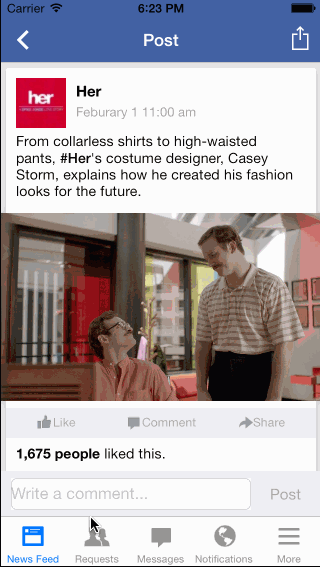 Carrier 6:23 PM
Post
her
Her
Feburary 1 11:00 am
From collarless shirts to high-waisted
pants, #Her's costume designer, Casey
Storm, explains how he created his fashion
looks for the future.
Like Comment Share
1,675 people liked this.
Write a comment... Post
News Feed Requests Messages Notifications More